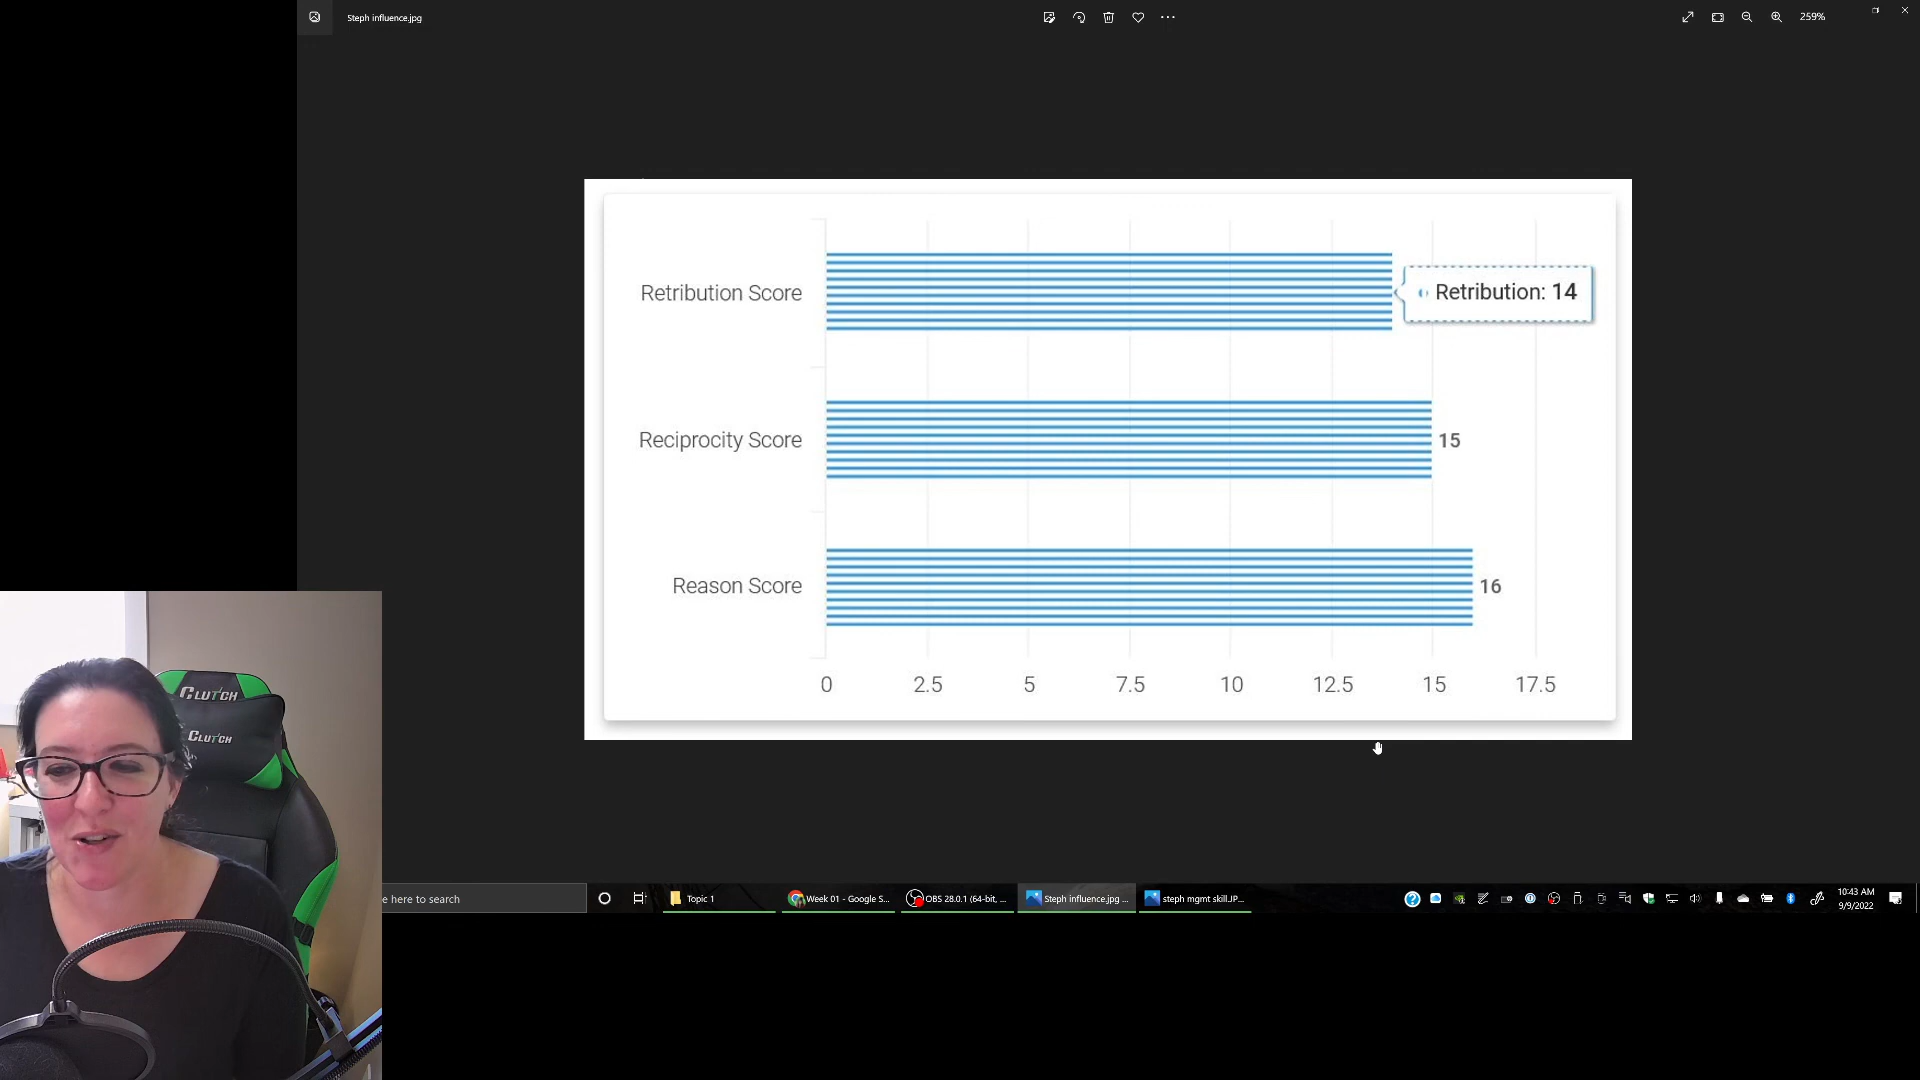 Steph influence.jpg
259%
Retribution Score
Retribution: 14
Reciprocity Score
15
Reason Score
16
0 2.5 5 7.5 10 12.5 15 17.5
CLUTCH
CLUTCH
e here to search
Topic 1
Week 01 - Google S...
OBS 28.0.1 (64-bit, ...
Steph influence.jpg ...
steph mgmt skill.JP...
10:43 AM
9/9/2022